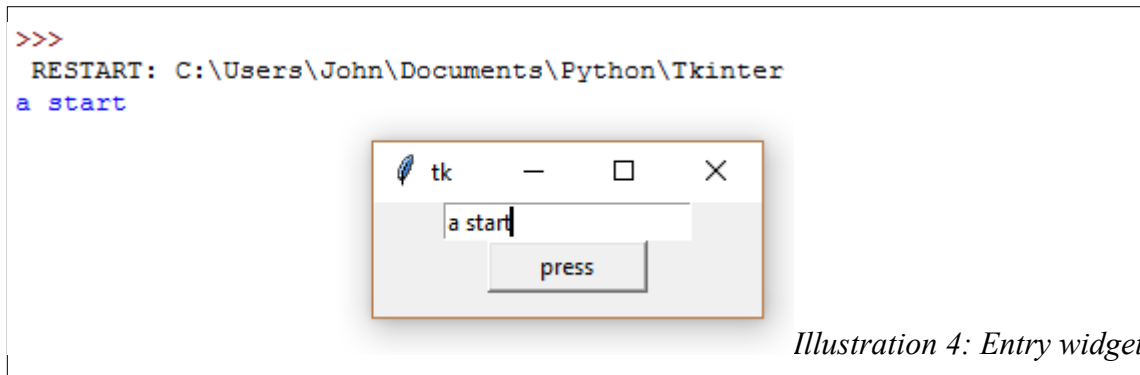 >>>
RESTART: C:\Users\John\Documents\Python\Tkinter
a start
tk
a start
press
Illustration 4: Entry widget